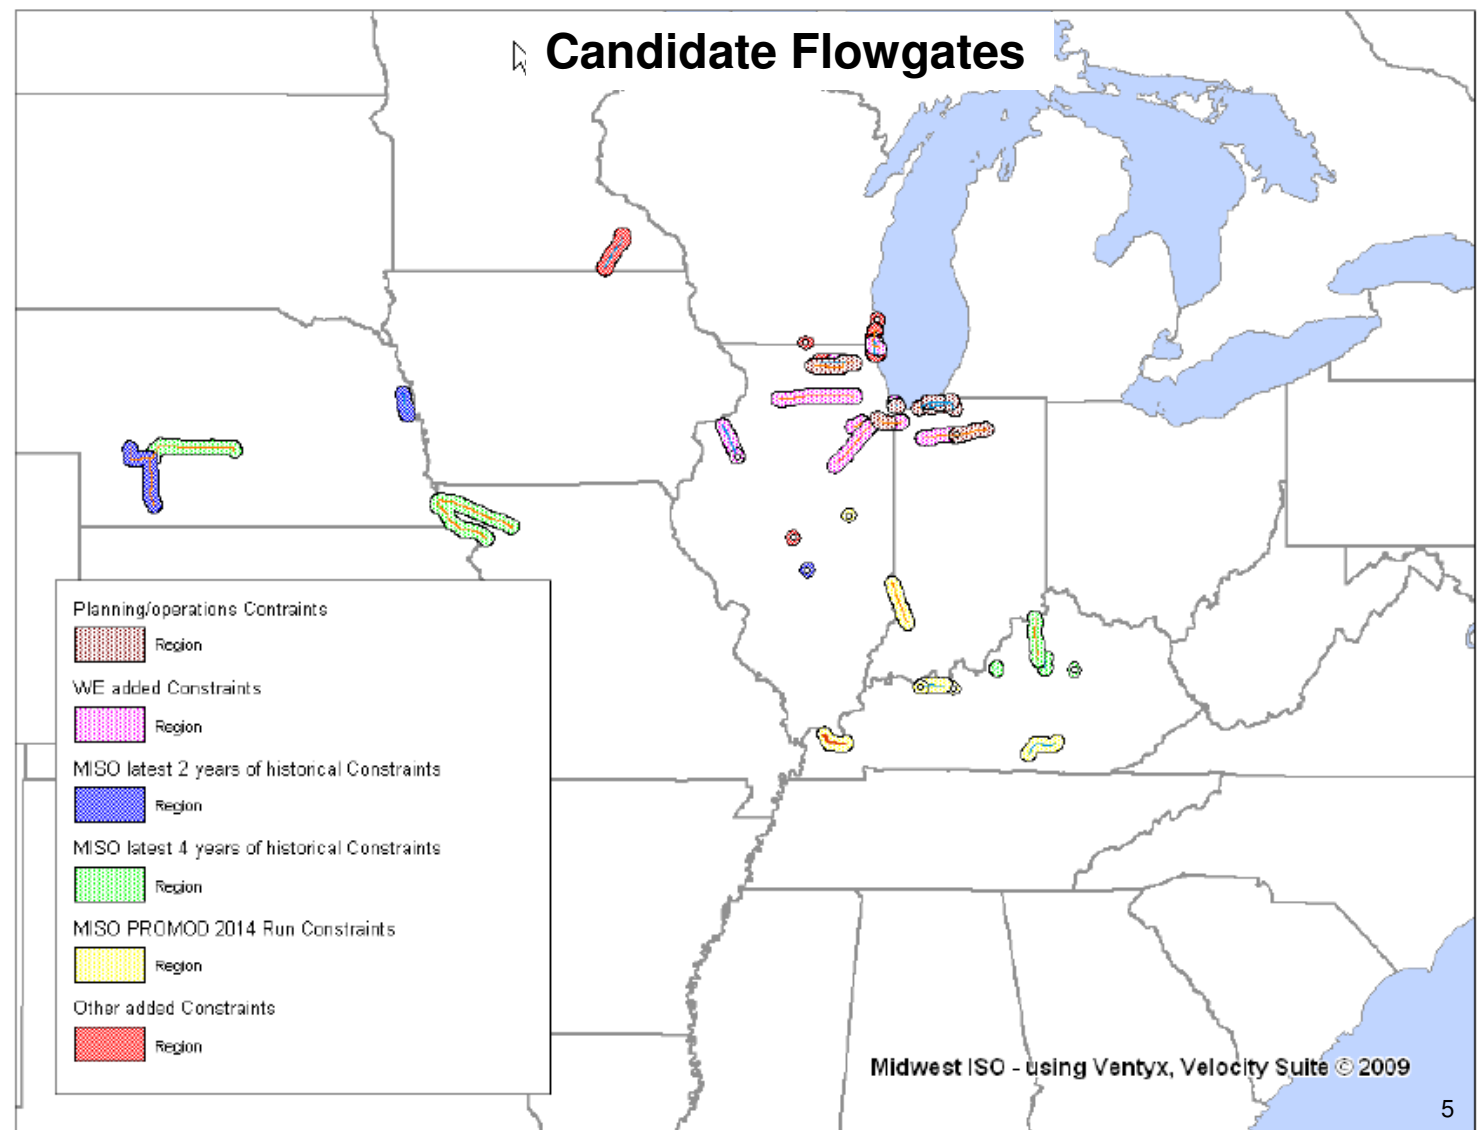 Candidate Flowgates
Planning/operations Contraints
Region
WE added Constraints
Region
MISO latest 2 years of historical Constraints
Region
MISO latest 4 years of historical Constraints
Region
MISO PROMOD 2014 Run Constraints
Region
Other added Constraints
Region
Midwest ISO - using Ventyx, Velocity Suite © 2009
5